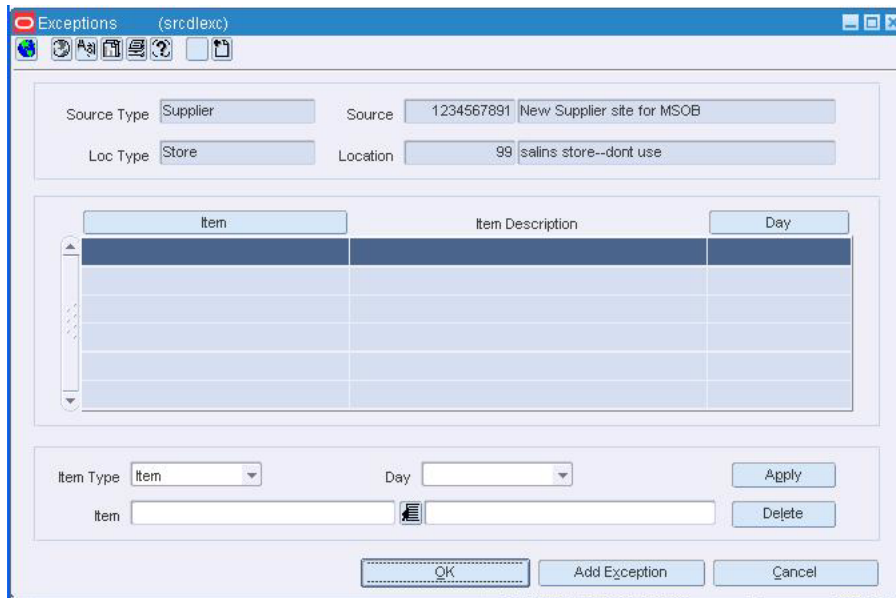 Exceptions (srcdlexc)
Source Type Supplier Source 1234567891 New Supplier site for MSOB
Loc Type Store Location 99 salins store--dont use
Item Item Description Day
Item Type Item Day Apply
Item Delete
OK Add Exception Cancel